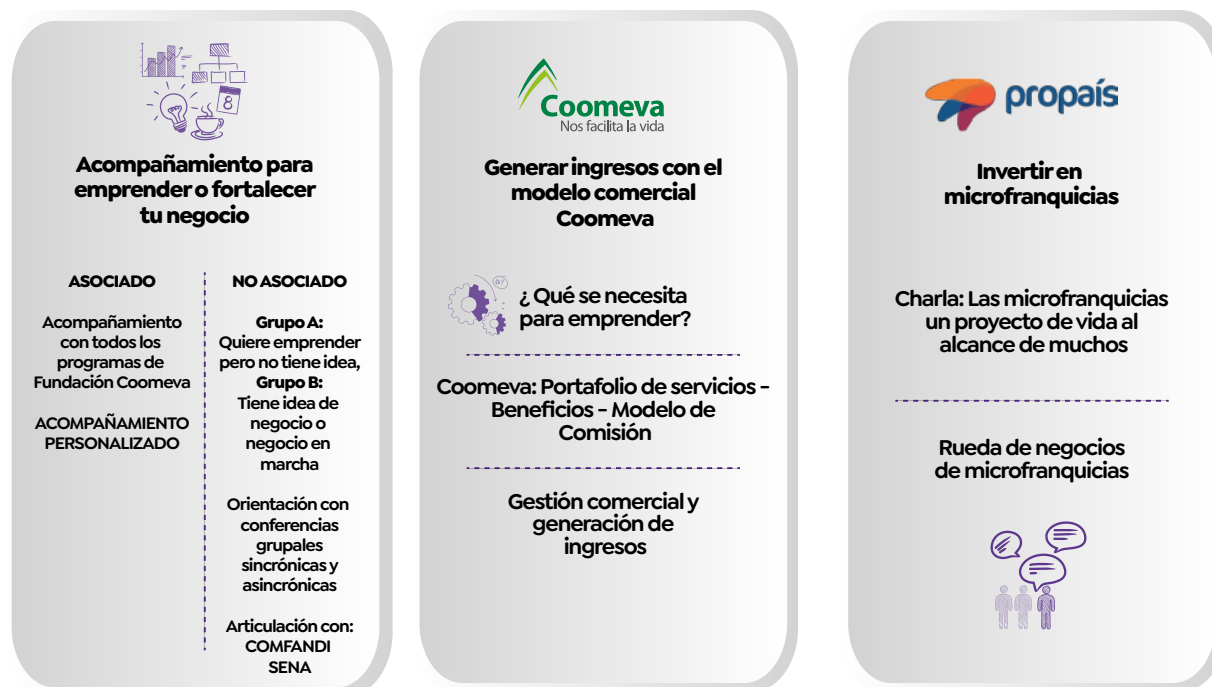 8
Acompañamiento para
emprender o fortalecer
tu negocio
ASOCIADO
Acompañamiento
con todos los
programas de
Fundación Coomeva
ACOMPAÑAMIENTO
PERSONALIZADO
NO ASOCIADO
Grupo A:
Quiere emprender
pero no tiene idea,
Grupo B:
Tiene idea de
negocio o
negocio en
marcha
Orientación con
conferencias
grupales
sincrónicas y
asincrónicas
Articulación con:
COMFANDI
SENA
Coomeva
Nos facilita la vida
Generar ingresos con el
modelo comercial
Coomeva
¿ Qué se necesita
para emprender?
Coomeva: Portafolio de servicios -
Beneficios - Modelo de
Comisión
Gestión comercial y
generación de
ingresos
propaís
Invertir en
microfranquicias
Charla: Las microfranquicias
un proyecto de vida al
alcance de muchos
Rueda de negocios
de microfranquicias